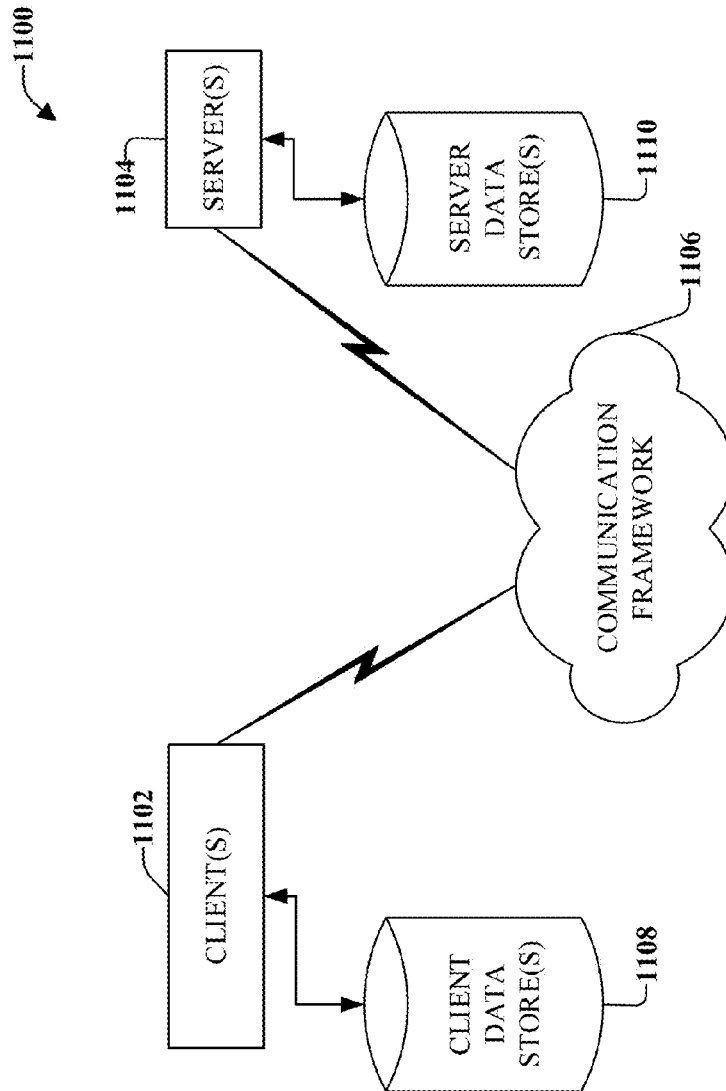 1100
1102
CLIENT(S)
1104
SERVER(S)
CLIENT
DATA
STORE(S)
1108
SERVER
DATA
STORE(S)
1110
1106
COMMUNICATION
FRAMEWORK